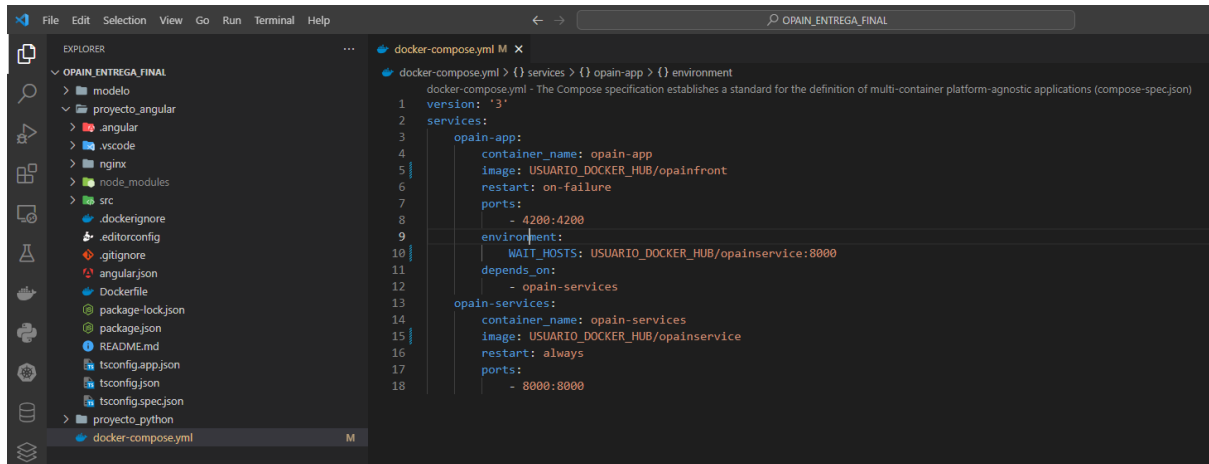 File Edit Selection View Go Run Terminal Help
OPAIN_ENTREGA_FINAL
EXPLORER
OPAIN_ENTREGA_FINAL
modelo
proyecto_angular
.angular
.vscode
nginx
node_modules
src
.dockerignore
.editorconfig
.gitignore
angular.json
Dockerfile
package-lock.json
package.json
README.md
tsconfig.app.json
tsconfig.json
tsconfig.spec.json
proyecto_python
docker-compose.yml M
docker-compose.yml M
docker-compose.yml > {} services > {} opain-app > {} environment
docker-compose.yml - The Compose specification establishes a standard for the definition of multi-container platform-agnostic applications (compose-spec.json)
1 version: '3'
2 services:
3 opain-app:
4 container_name: opain-app
5 image: USUARIO_DOCKER_HUB/opainfront
6 restart: on-failure
7 ports:
8 - 4200:4200
9 environment:
10 WAIT_HOSTS: USUARIO_DOCKER_HUB/opainservice:8000
11 depends_on:
12 - opain-services
13 opain-services:
14 container_name: opain-services
15 image: USUARIO_DOCKER_HUB/opainservice
16 restart: always
17 ports:
18 - 8000:8000